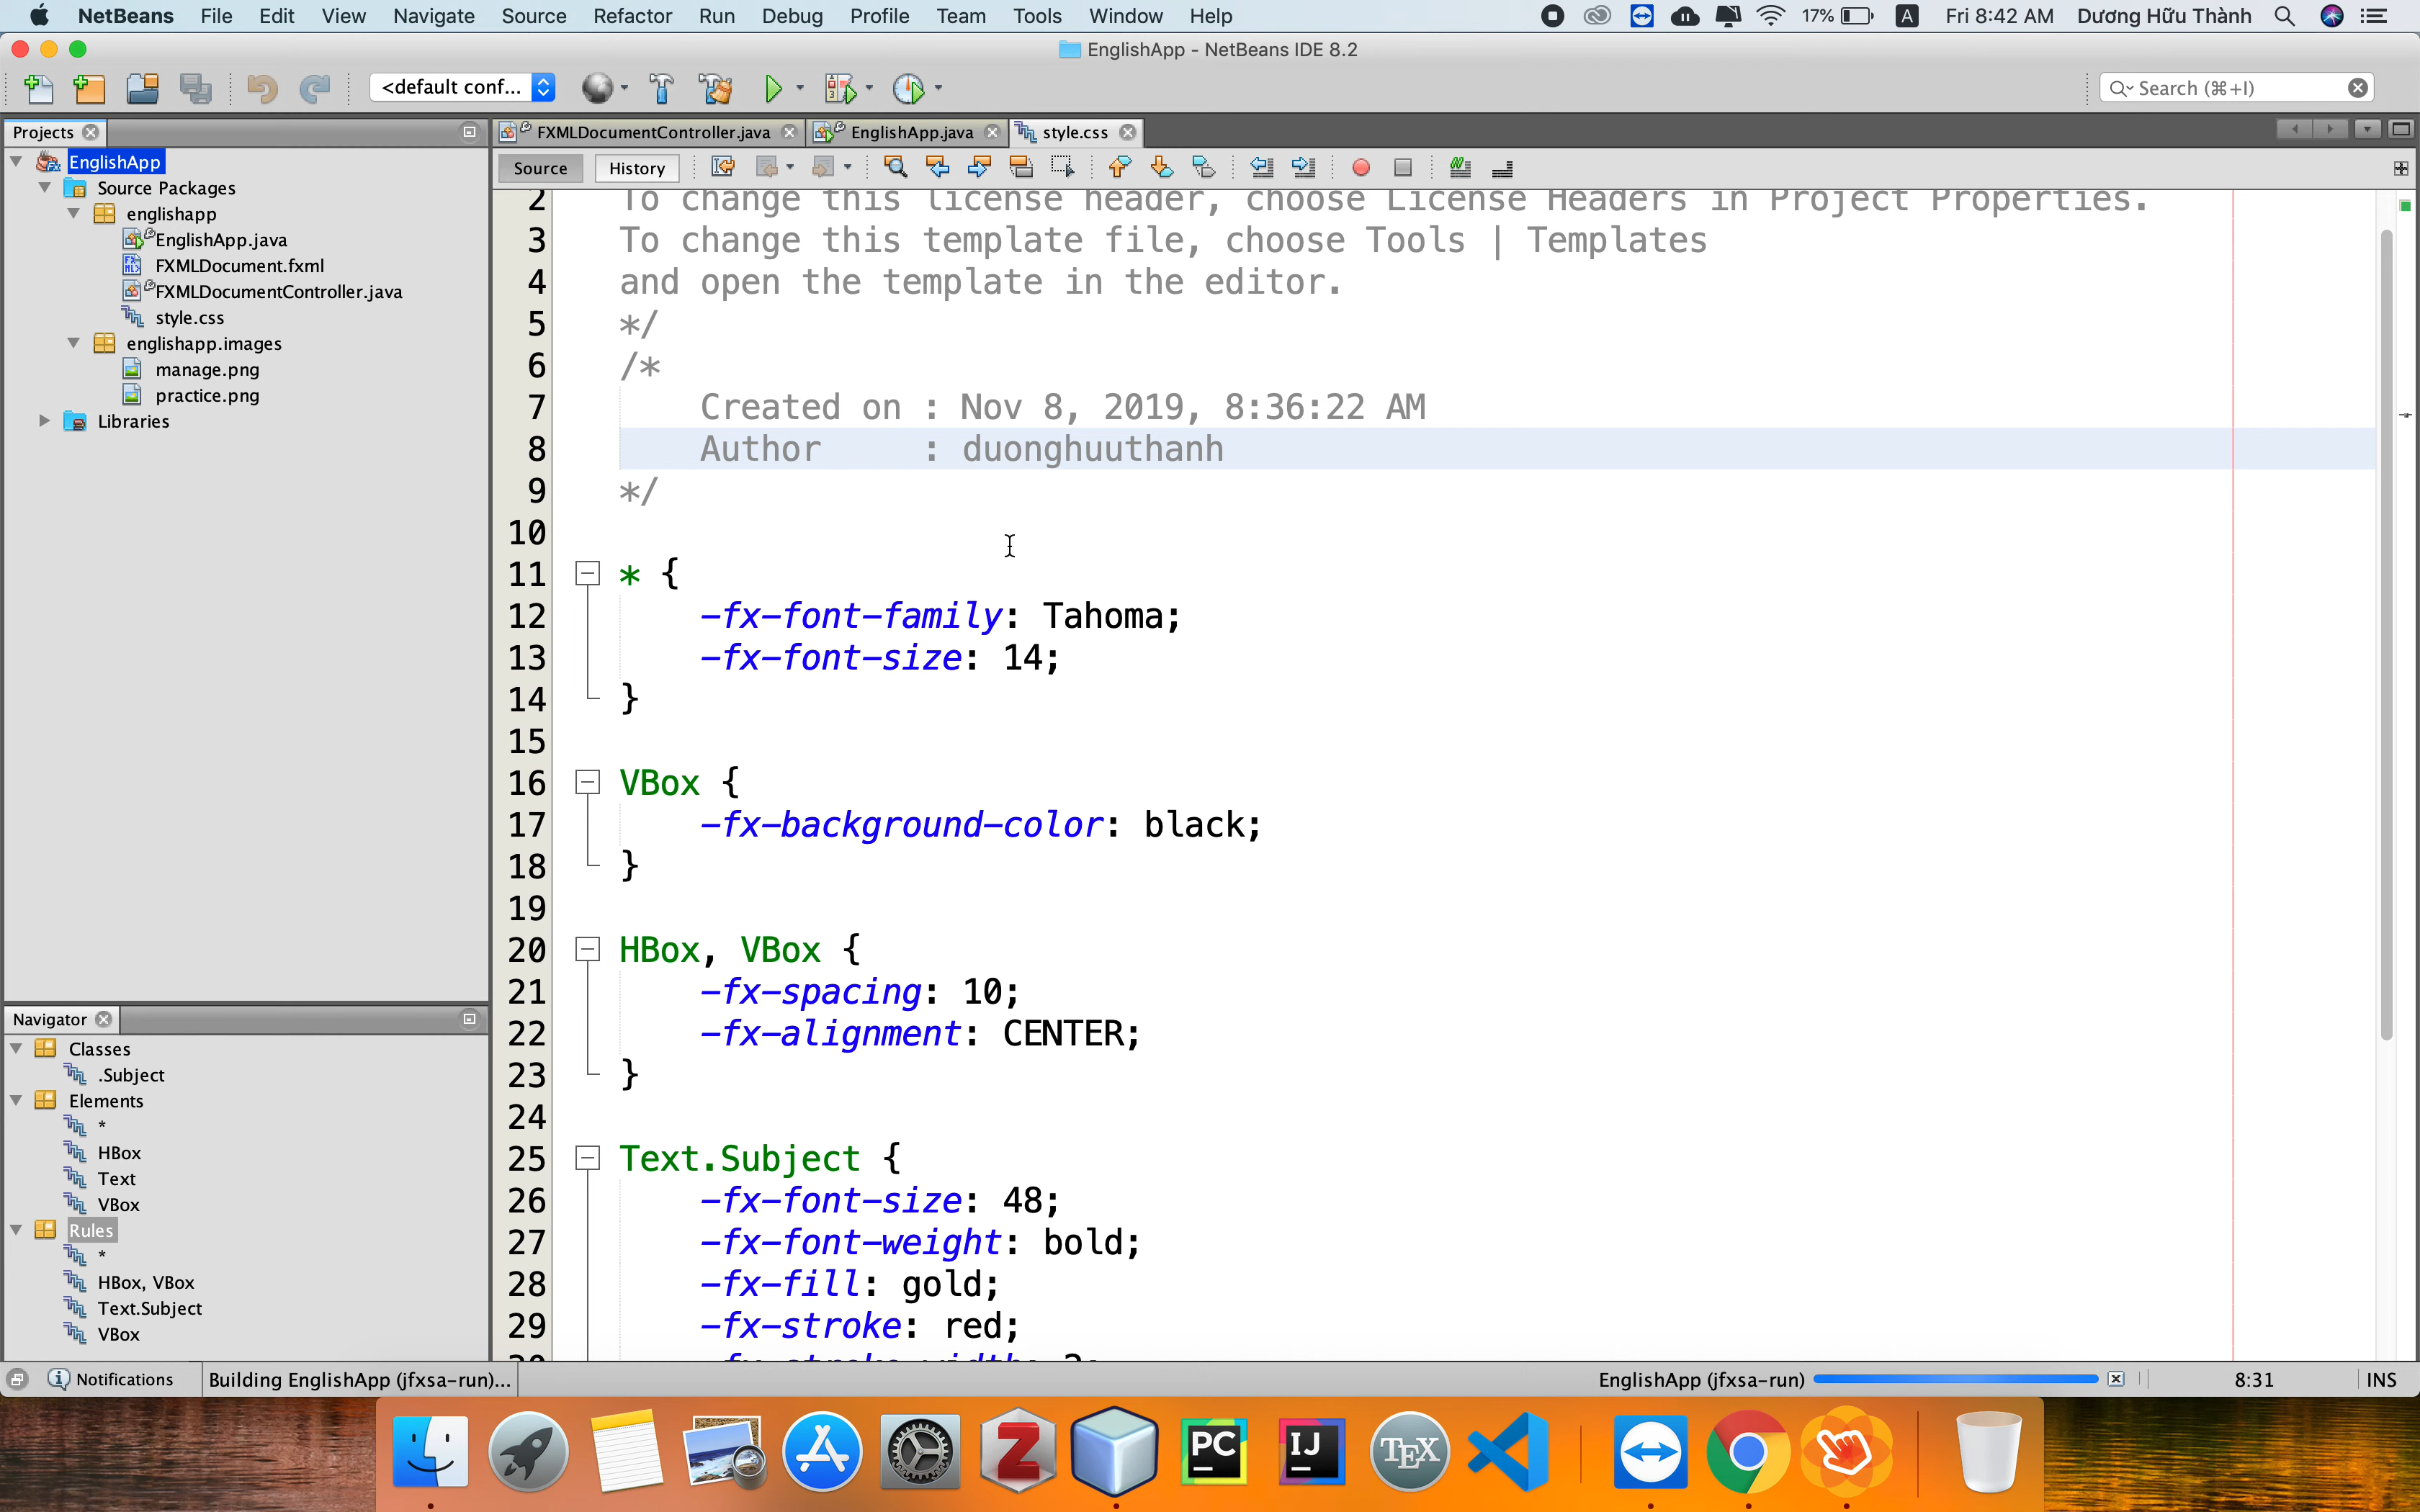 NetBeans File Edit View Navigate Source Refactor Run Debug Profile Team Tools Window Help 17% A Fri 8:42 AM Dương Hữu Thành
EnglishApp - NetBeans IDE 8.2
<default conf... Search (⌘+I)
Projects
EnglishApp
Source Packages
englishapp
EnglishApp.java
FXMLDocument.fxml
FXMLDocumentController.java
style.css
englishapp.images
manage.png
practice.png
Libraries
Navigator
Classes
.Subject
Elements
*
HBox
Text
VBox
Rules
*
HBox, VBox
Text.Subject
VBox
FXMLDocumentController.java EnglishApp.java style.css
Source History
2 To change this license header, choose License Headers in Project Properties.
3 To change this template file, choose Tools | Templates
4 and open the template in the editor.
5 */
6 /*
7 Created on : Nov 8, 2019, 8:36:22 AM
8 Author : duonghuuthanh
9 */
10
11 * {
12 -fx-font-family: Tahoma;
13 -fx-font-size: 14;
14 }
15
16 VBox {
17 -fx-background-color: black;
18 }
19
20 HBox, VBox {
21 -fx-spacing: 10;
22 -fx-alignment: CENTER;
23 }
24
25 Text.Subject {
26 -fx-font-size: 48;
27 -fx-font-weight: bold;
28 -fx-fill: gold;
29 -fx-stroke: red;
Notifications Building EnglishApp (jfxsa-run)... EnglishApp (jfxsa-run) 8:31 INS
Z PC IJ TEX